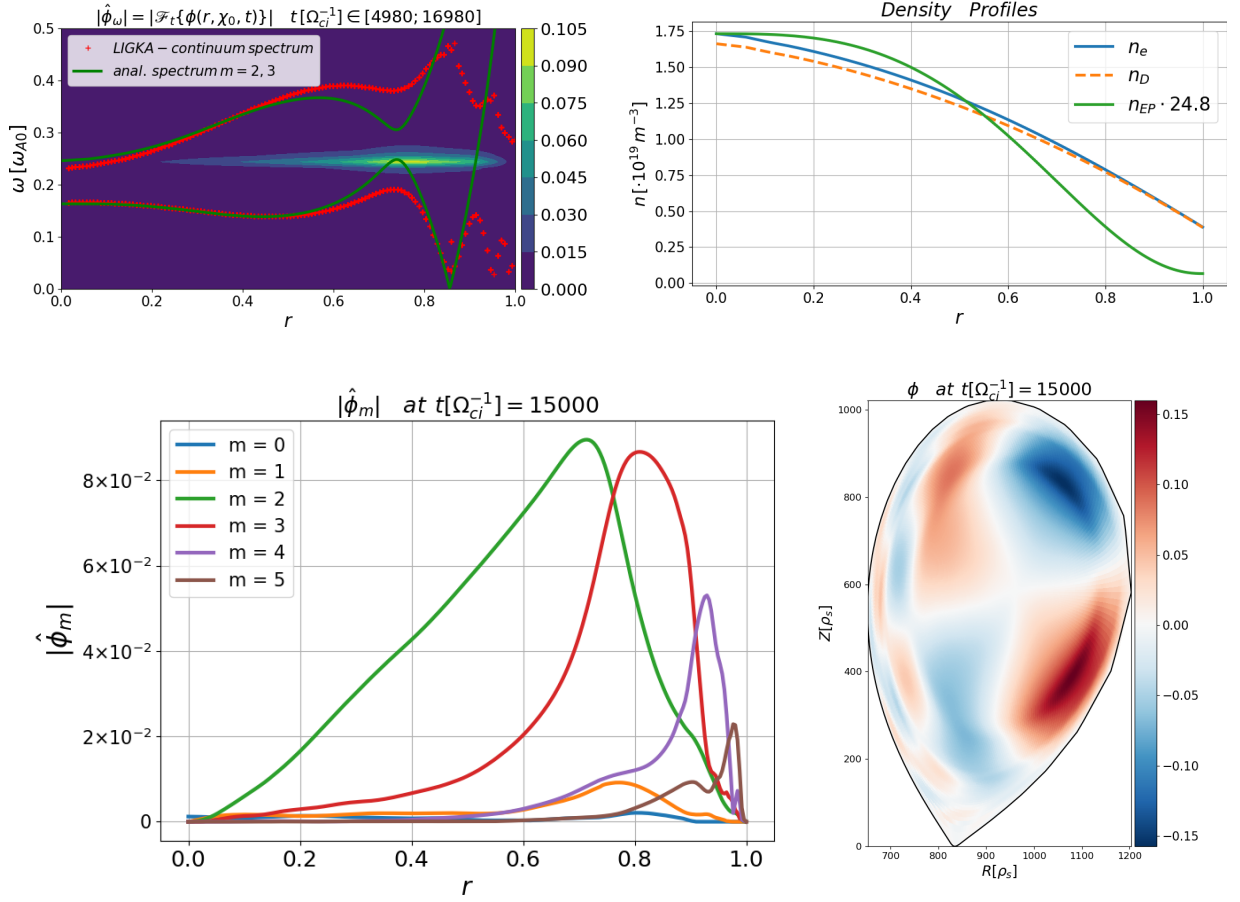 |ϕ̂_ω| = |ℱ_t{ϕ(r, χ₀, t)}|   t [Ω_ci⁻¹] ∈ [4980; 16980]
0.5
0.4
0.3
0.2
0.1
0.0
ω [ω_A0]
LIGKA − continuum spectrum
anal. spectrum m = 2, 3
0.0 0.2 0.4 0.6 0.8 1.0
r
0.105
0.090
0.075
0.060
0.045
0.030
0.015
0.000
Density Profiles
1.75
1.50
1.25
1.00
0.75
0.50
0.25
0.00
n [·10¹⁹ m⁻³]
n_e
n_D
n_EP · 24.8
0.0 0.2 0.4 0.6 0.8 1.0
r
|ϕ̂_m|   at t[Ω_ci⁻¹] = 15000
m = 0
m = 1
m = 2
m = 3
m = 4
m = 5
8×10⁻²
6×10⁻²
4×10⁻²
2×10⁻²
0
|ϕ̂_m|
0.0 0.2 0.4 0.6 0.8 1.0
r
ϕ   at t[Ω_ci⁻¹] = 15000
1000
800
600
400
200
0
Z[ρ_s]
700 800 900 1000 1100 1200
R[ρ_s]
0.15
0.10
0.05
0.00
−0.05
−0.10
−0.15